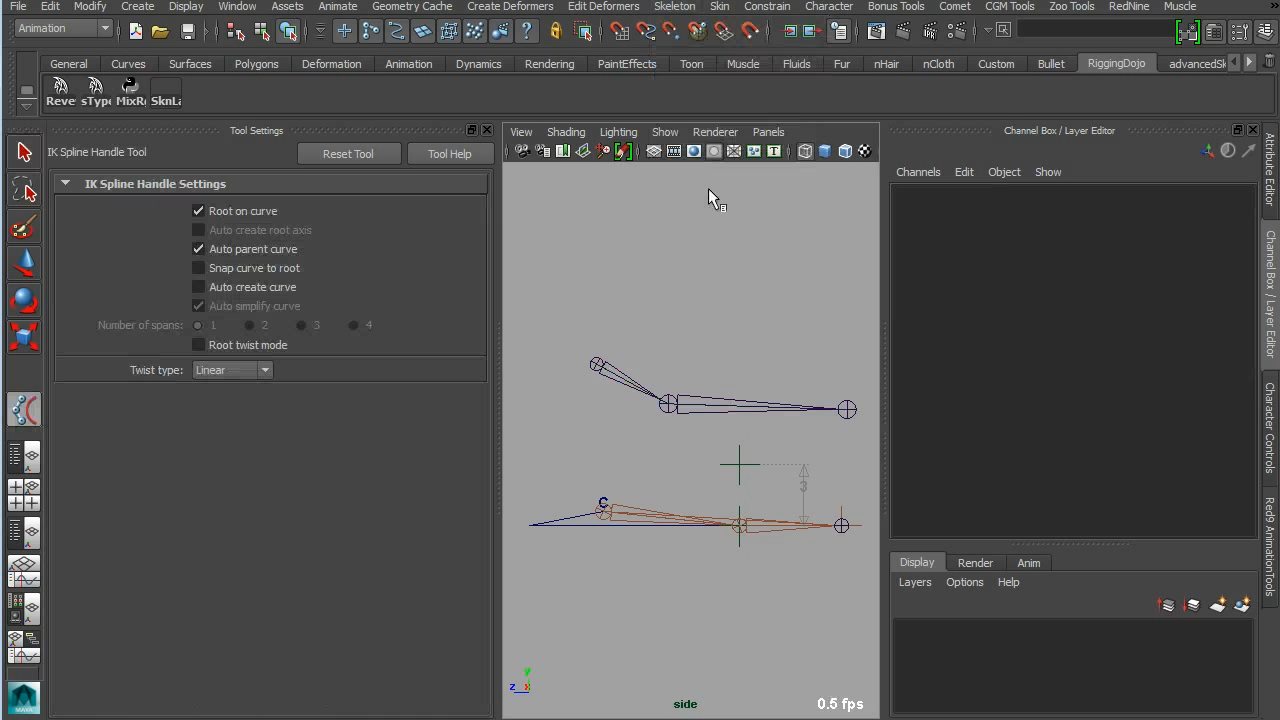 File Edit Modify Create Display Window Assets Animate Geometry Cache Create Deformers Edit Deformers Skeleton Skin Constrain Character Bonus Tools Comet CGM Tools Zoo Tools RedNine Muscle
Animation
General Curves Surfaces Polygons Deformation Animation Dynamics Rendering PaintEffects Toon Muscle Fluids Fur nHair nCloth Custom Bullet RiggingDojo advancedSk
Reve sType MixRo SknLa
Tool Settings
IK Spline Handle Tool
Reset Tool
Tool Help
IK Spline Handle Settings
Root on curve
Auto create root axis
Auto parent curve
Snap curve to root
Auto create curve
Auto simplify curve
Number of spans: 1 2 3 4
Root twist mode
Twist type: Linear
View Shading Lighting Show Renderer Panels
3
C
y
z x
side
0.5 fps
Channel Box / Layer Editor
Channels Edit Object Show
Display Render Anim
Layers Options Help
Attribute Editor
Channel Box / Layer Editor
Character Controls
Red9 AnimationTools
MAYA